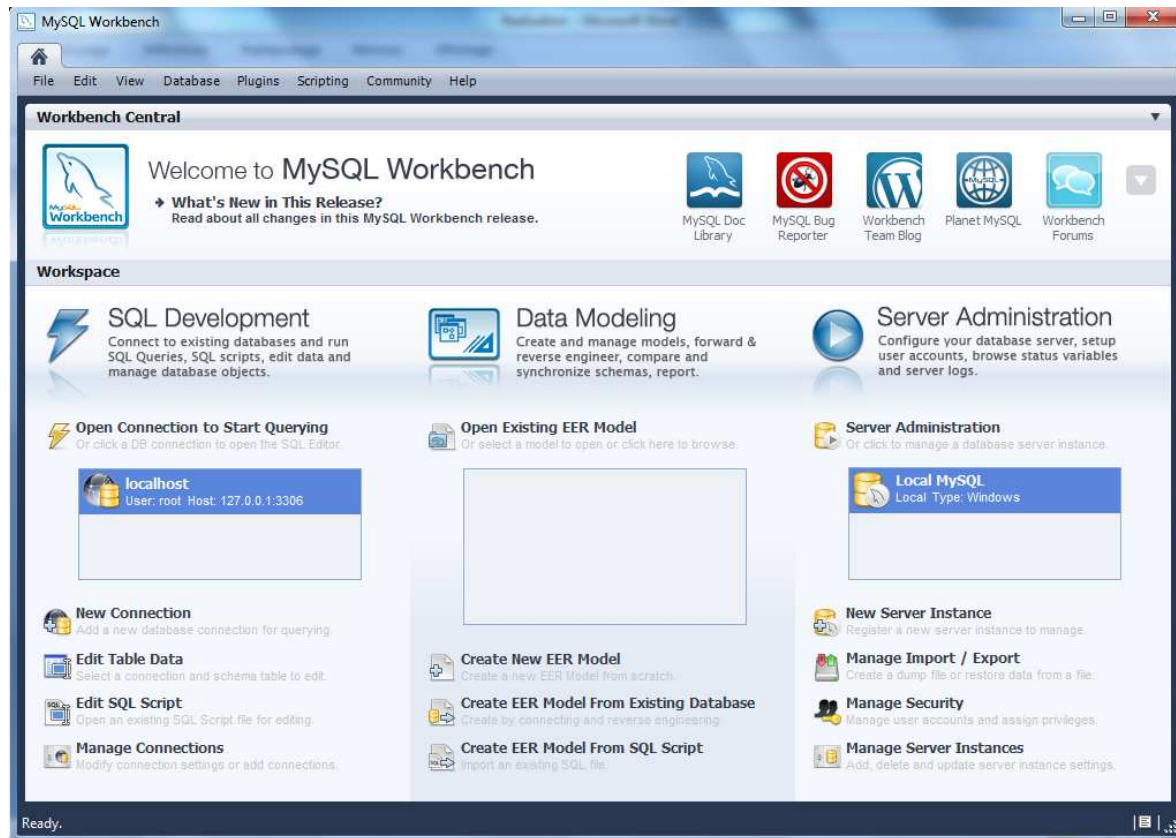 MySQL Workbench
File Edit View Database Plugins Scripting Community Help
Workbench Central
MySQL
Workbench
Welcome to MySQL Workbench
What's New in This Release?
Read about all changes in this MySQL Workbench release.
MySQL Doc
Library
MySQL Bug
Reporter
Workbench
Team Blog
MySQL
Planet MySQL
Workbench
Forums
Workspace
SQL Development
Connect to existing databases and run
SQL Queries, SQL scripts, edit data and
manage database objects.
Open Connection to Start Querying
Or click a DB connection to open the SQL Editor.
localhost
User: root Host: 127.0.0.1:3306
New Connection
Add a new database connection for querying.
Edit Table Data
Select a connection and schema table to edit.
SQL
Edit SQL Script
Open an existing SQL Script file for editing.
Manage Connections
Modify connection settings or add connections.
Data Modeling
Create and manage models, forward &
reverse engineer, compare and
synchronize schemas, report.
Open Existing EER Model
Or select a model to open or click here to browse.
Create New EER Model
Create a new EER Model from scratch.
Create EER Model From Existing Database
Create by connecting and reverse engineering.
SQL
Create EER Model From SQL Script
Import an existing SQL file.
Server Administration
Configure your database server, setup
user accounts, browse status variables
and server logs.
Server Administration
Or click to manage a database server instance.
Local MySQL
Local Type: Windows
New Server Instance
Register a new server instance to manage.
Manage Import / Export
Create a dump file or restore data from a file.
Manage Security
Manage user accounts and assign privileges.
Manage Server Instances
Add, delete and update server instance settings.
Ready.